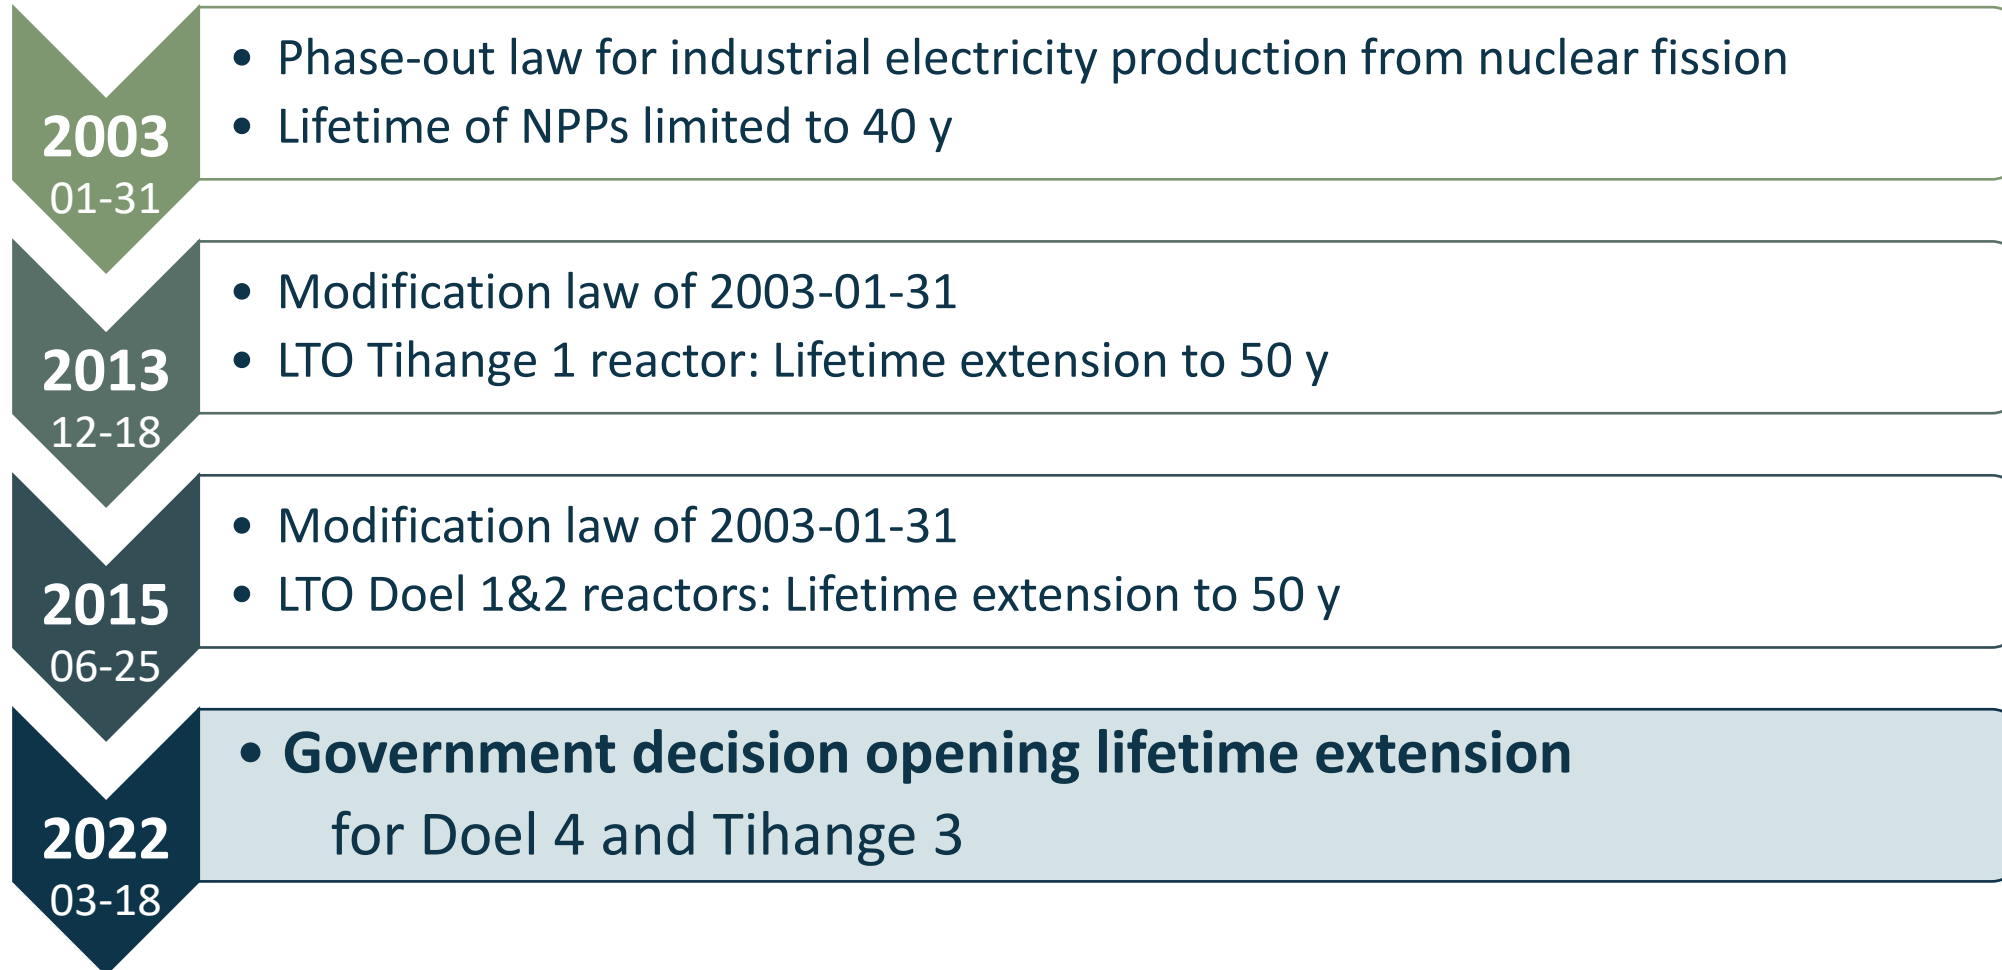 2003
01-31
• Phase-out law for industrial electricity production from nuclear fission
• Lifetime of NPPs limited to 40 y
2013
12-18
• Modification law of 2003-01-31
• LTO Tihange 1 reactor: Lifetime extension to 50 y
2015
06-25
• Modification law of 2003-01-31
• LTO Doel 1&2 reactors: Lifetime extension to 50 y
2022
03-18
• Government decision opening lifetime extension
for Doel 4 and Tihange 3